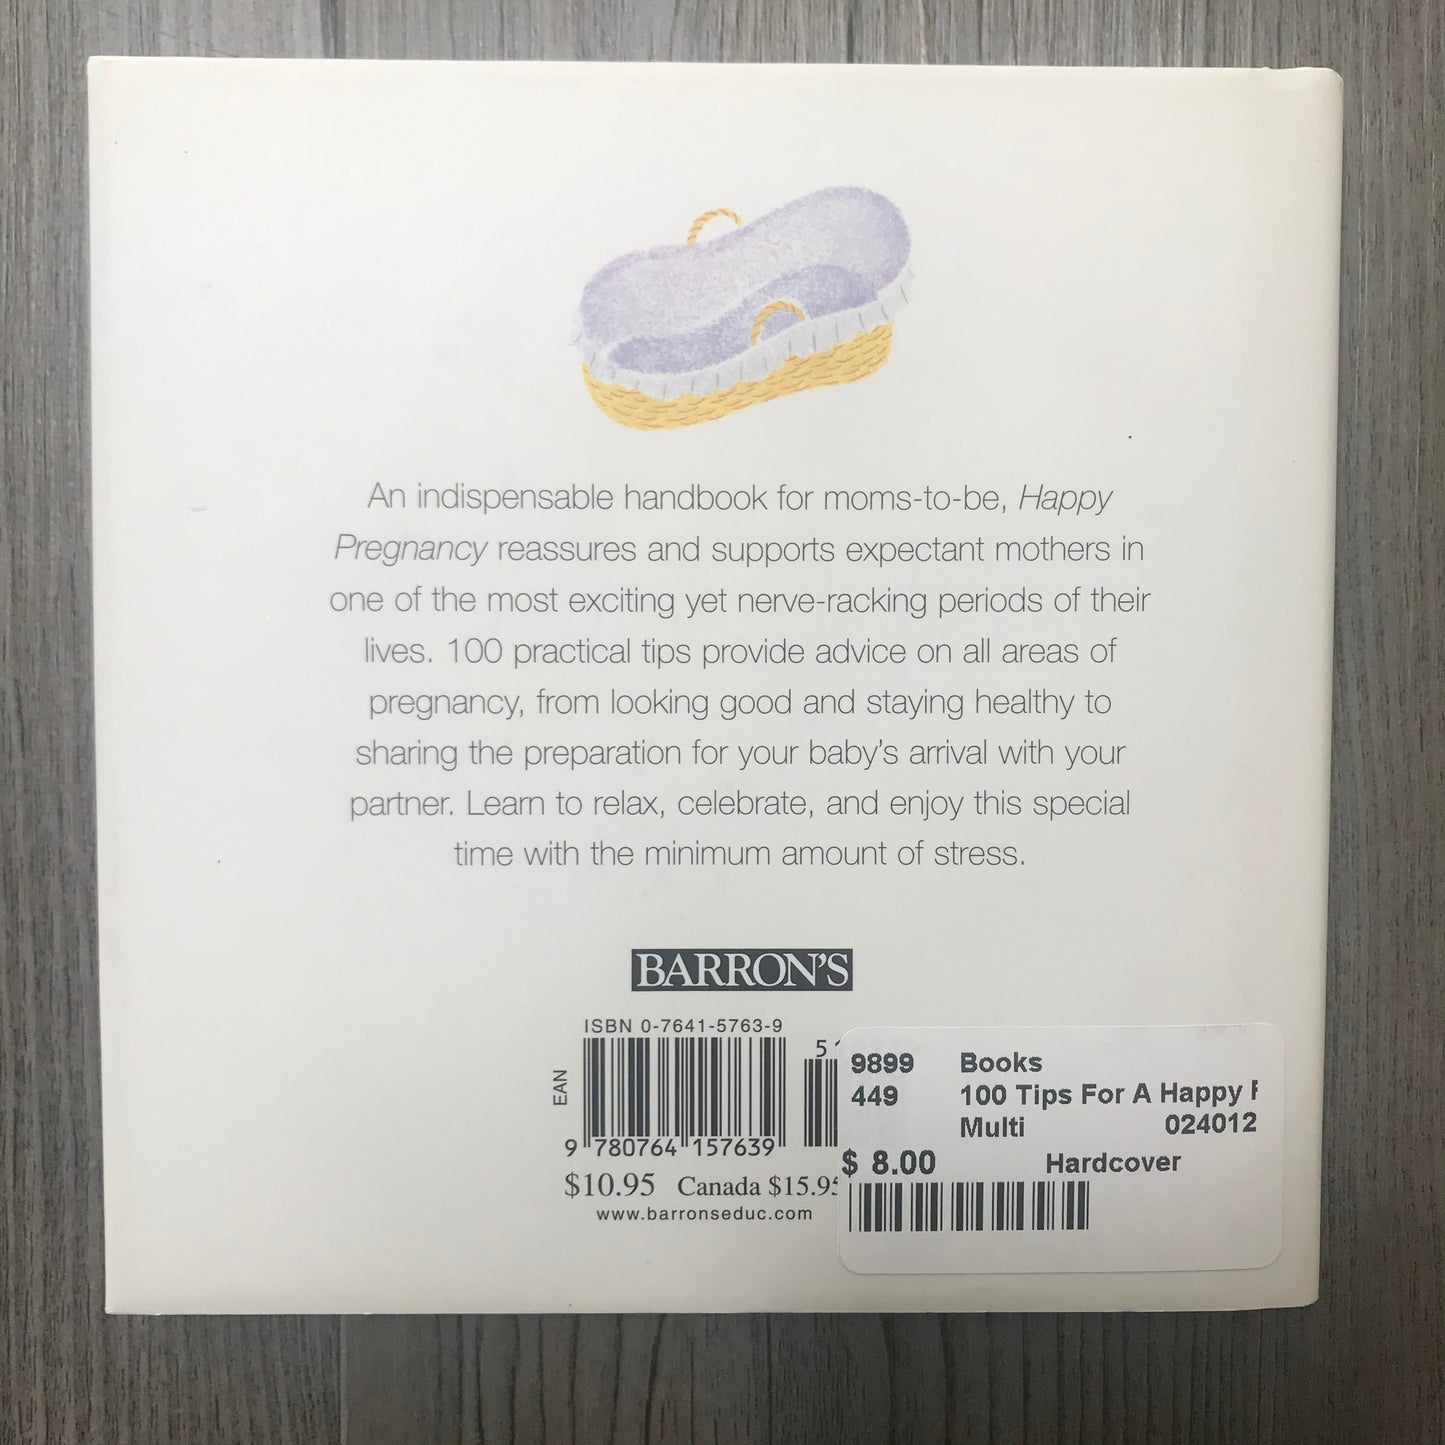 An indispensable handbook for moms-to-be, Happy
Pregnancy reassures and supports expectant mothers in
one of the most exciting yet nerve-racking periods of their
lives. 100 practical tips provide advice on all areas of
pregnancy, from looking good and staying healthy to
sharing the preparation for your baby's arrival with your
partner. Learn to relax, celebrate, and enjoy this special
time with the minimum amount of stress.
BARRON'S
ISBN 0-7641-5763-9
EAN
9 780764 157639
$10.95 Canada $15.95
www.barronseduc.com
9899 Books
449 100 Tips For A Happy
Multi 024012
$ 8.00 Hardcover